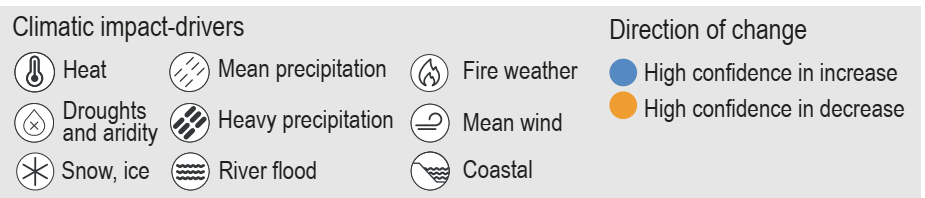 Climatic impact-drivers
Heat
Mean precipitation
Fire weather
Droughts
and aridity
Heavy precipitation
Mean wind
Snow, ice
River flood
Coastal
Direction of change
High confidence in increase
High confidence in decrease